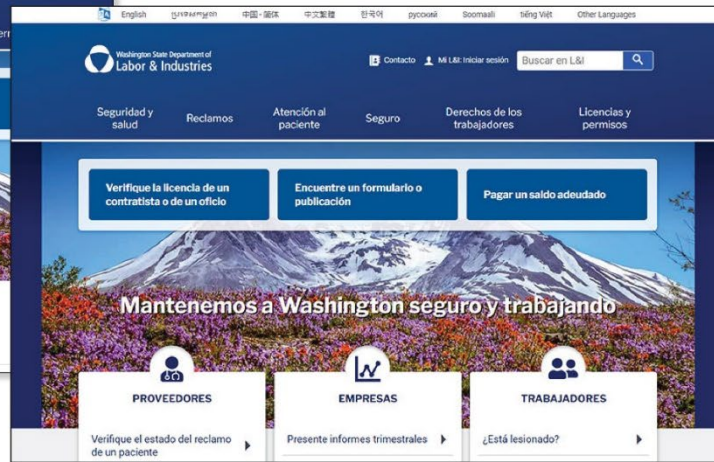 English 中国 - 简体 中文繁體 한국어 русский Soomaali tiếng Việt Other Languages
Washington State Department of
Labor & Industries
Contacto Mi L&I: Iniciar sesión Buscar en L&I
Seguridad y salud
Reclamos
Atención al paciente
Seguro
Derechos de los trabajadores
Licencias y permisos
Verifique la licencia de un
contratista o de un oficio
Encuentre un formulario o
publicación
Pagar un saldo adeudado
Mantenemos a Washington seguro y trabajando
PROVEEDORES
Verifique el estado del reclamo
de un paciente
EMPRESAS
Presente informes trimestrales
TRABAJADORES
¿Está lesionado?